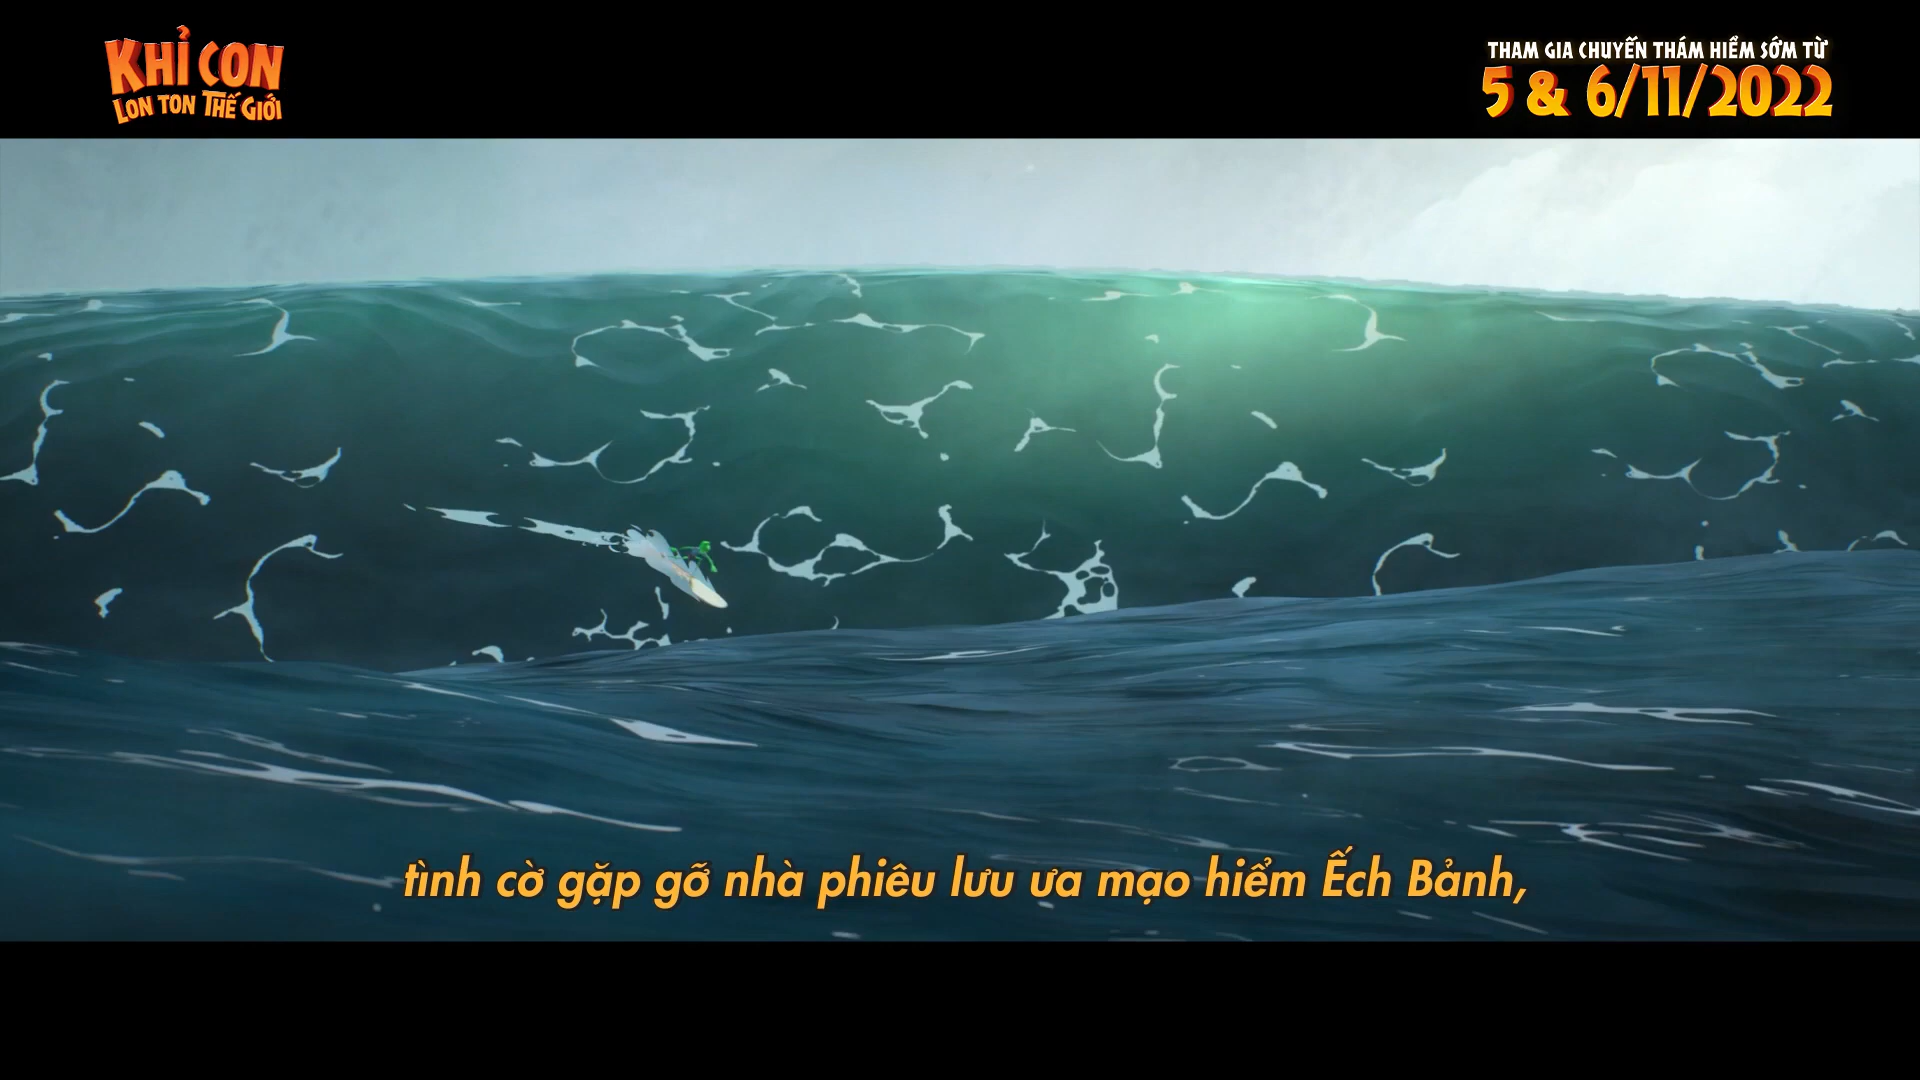 KHỈ CON
LON TON THẾ GIỚI
THAM GIA CHUYẾN THÁM HIỂM SỚM TỪ
5 & 6/11/2022
tình cờ gặp gỡ nhà phiêu lưu ưa mạo hiểm Ếch Bảnh,